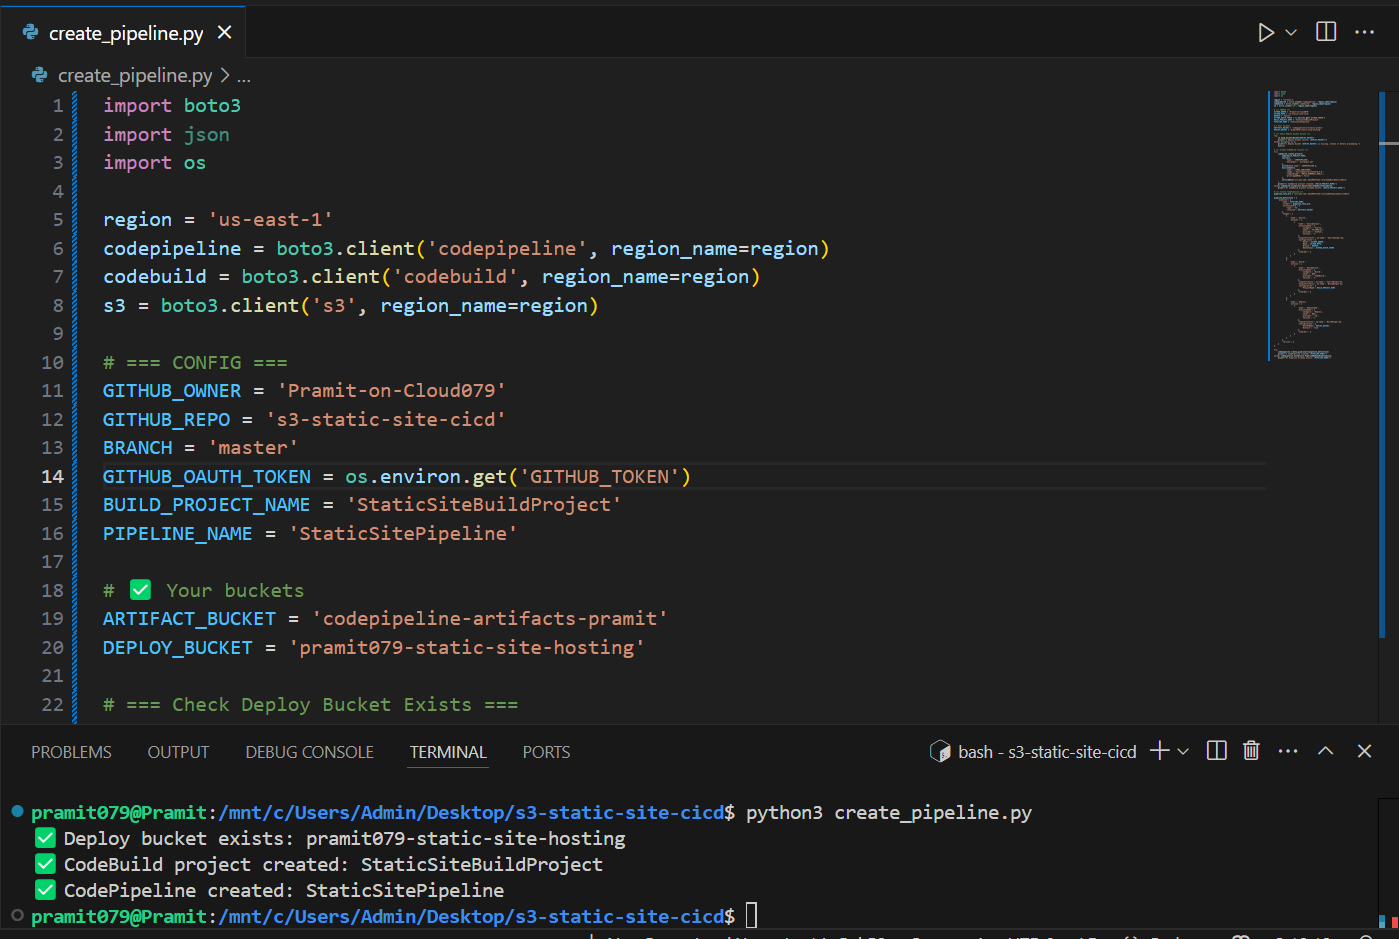 create_pipeline.py
create_pipeline.py > ...
1 import boto3
2 import json
3 import os
4
5 region = 'us-east-1'
6 codepipeline = boto3.client('codepipeline', region_name=region)
7 codebuild = boto3.client('codebuild', region_name=region)
8 s3 = boto3.client('s3', region_name=region)
9
10 # === CONFIG ===
11 GITHUB_OWNER = 'Pramit-on-Cloud079'
12 GITHUB_REPO = 's3-static-site-cicd'
13 BRANCH = 'master'
14 GITHUB_OAUTH_TOKEN = os.environ.get('GITHUB_TOKEN')
15 BUILD_PROJECT_NAME = 'StaticSiteBuildProject'
16 PIPELINE_NAME = 'StaticSitePipeline'
17
18 # ✅ Your buckets
19 ARTIFACT_BUCKET = 'codepipeline-artifacts-pramit'
20 DEPLOY_BUCKET = 'pramit079-static-site-hosting'
21
22 # === Check Deploy Bucket Exists ===
PROBLEMS OUTPUT DEBUG CONSOLE TERMINAL PORTS bash - s3-static-site-cicd
pramit079@Pramit:/mnt/c/Users/Admin/Desktop/s3-static-site-cicd$ python3 create_pipeline.py
✅ Deploy bucket exists: pramit079-static-site-hosting
✅ CodeBuild project created: StaticSiteBuildProject
✅ CodePipeline created: StaticSitePipeline
pramit079@Pramit:/mnt/c/Users/Admin/Desktop/s3-static-site-cicd$